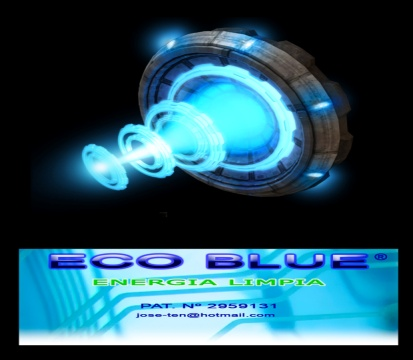 ECO BLUE®
ENERGIA LIMPIA
PAT. Nº 2959131
jose-ten@hotmail.com